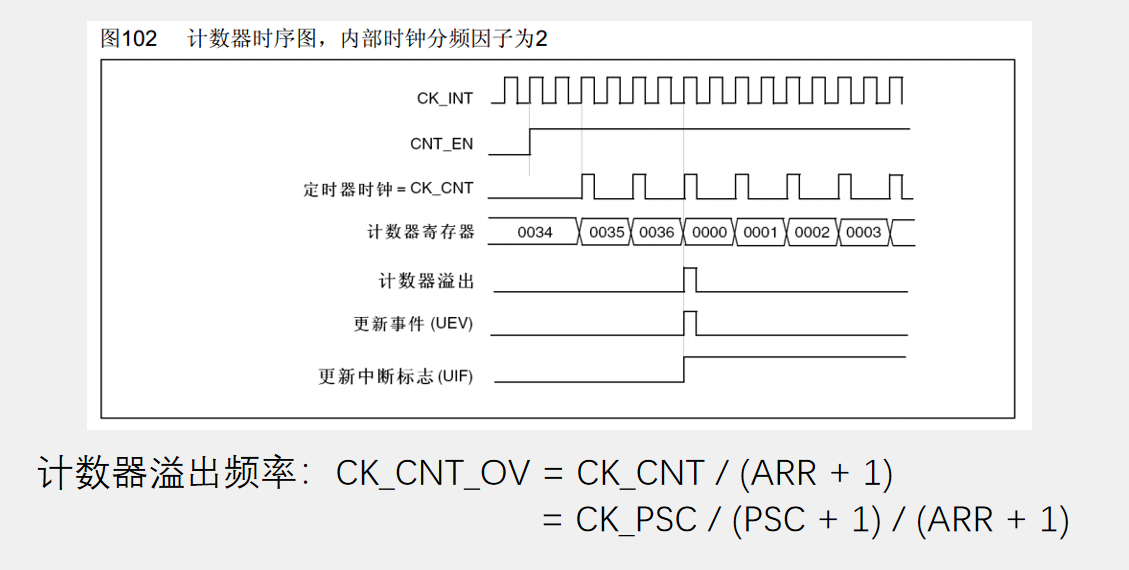 图102 计数器时序图，内部时钟分频因子为2
CK_INT
CNT_EN
定时器时钟 = CK_CNT
计数器寄存器 0034 0035 0036 0000 0001 0002 0003
计数器溢出
更新事件 (UEV)
更新中断标志 (UIF)
计数器溢出频率：CK_CNT_OV = CK_CNT / (ARR + 1)
= CK_PSC / (PSC + 1) / (ARR + 1)